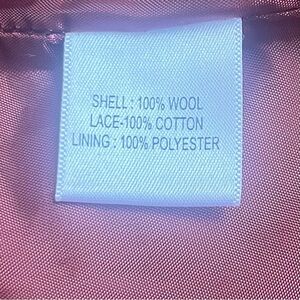 SHELL : 100% WOOL
LACE-100% COTTON
LINING : 100% POLYESTER